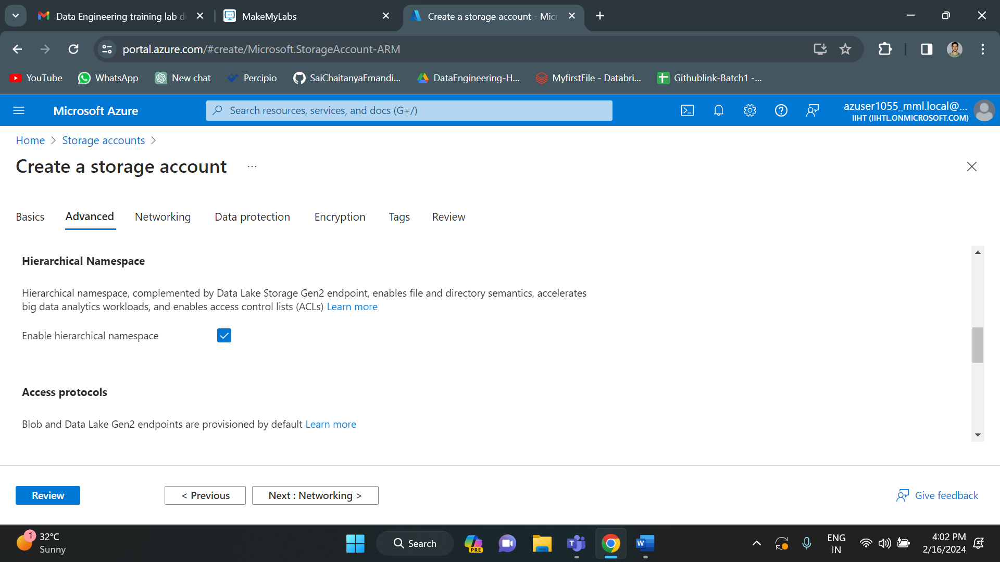 Data Engineering training lab d
MakeMyLabs
Create a storage account - Micr
portal.azure.com/#create/Microsoft.StorageAccount-ARM
YouTube
WhatsApp
New chat
Percipio
SaiChaitanyaEmandi...
DataEngineering-H...
MyfirstFile - Databri...
Githublink-Batch1 -...
Microsoft Azure
Search resources, services, and docs (G+/)
azuser1055_mml.local@...
IIHT (IIHTL.ONMICROSOFT.COM)
Home > Storage accounts >
Create a storage account ...
Basics
Advanced
Networking
Data protection
Encryption
Tags
Review
Hierarchical Namespace
Hierarchical namespace, complemented by Data Lake Storage Gen2 endpoint, enables file and directory semantics, accelerates
big data analytics workloads, and enables access control lists (ACLs) Learn more
Enable hierarchical namespace
Access protocols
Blob and Data Lake Gen2 endpoints are provisioned by default Learn more
Review
< Previous
Next : Networking >
Give feedback
1
32°C
Sunny
Search
PRE
ENG
IN
4:02 PM
2/16/2024